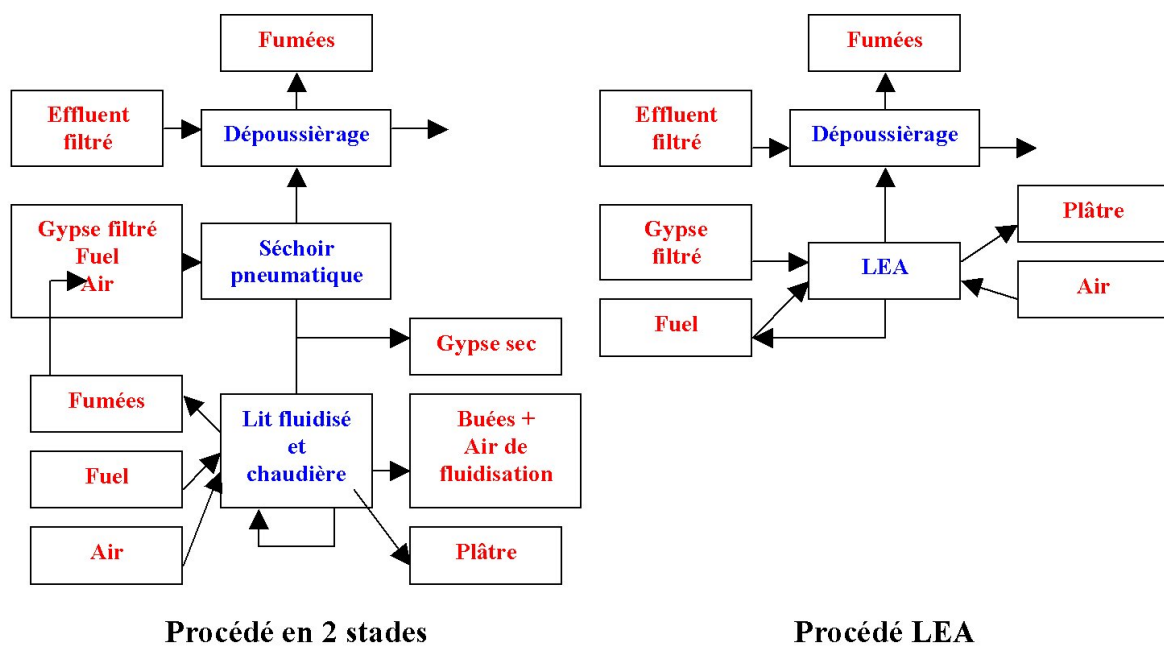 Fumées
Effluent
filtré
Dépoussièrage
Gypse filtré
Fuel
Air
Séchoir
pneumatique
Gypse sec
Fumées
Lit fluidisé
et
chaudière
Buées +
Air de
fluidisation
Fuel
Air
Plâtre
Procédé en 2 stades
Fumées
Effluent
filtré
Dépoussièrage
Gypse
filtré
LEA
Plâtre
Air
Fuel
Procédé LEA